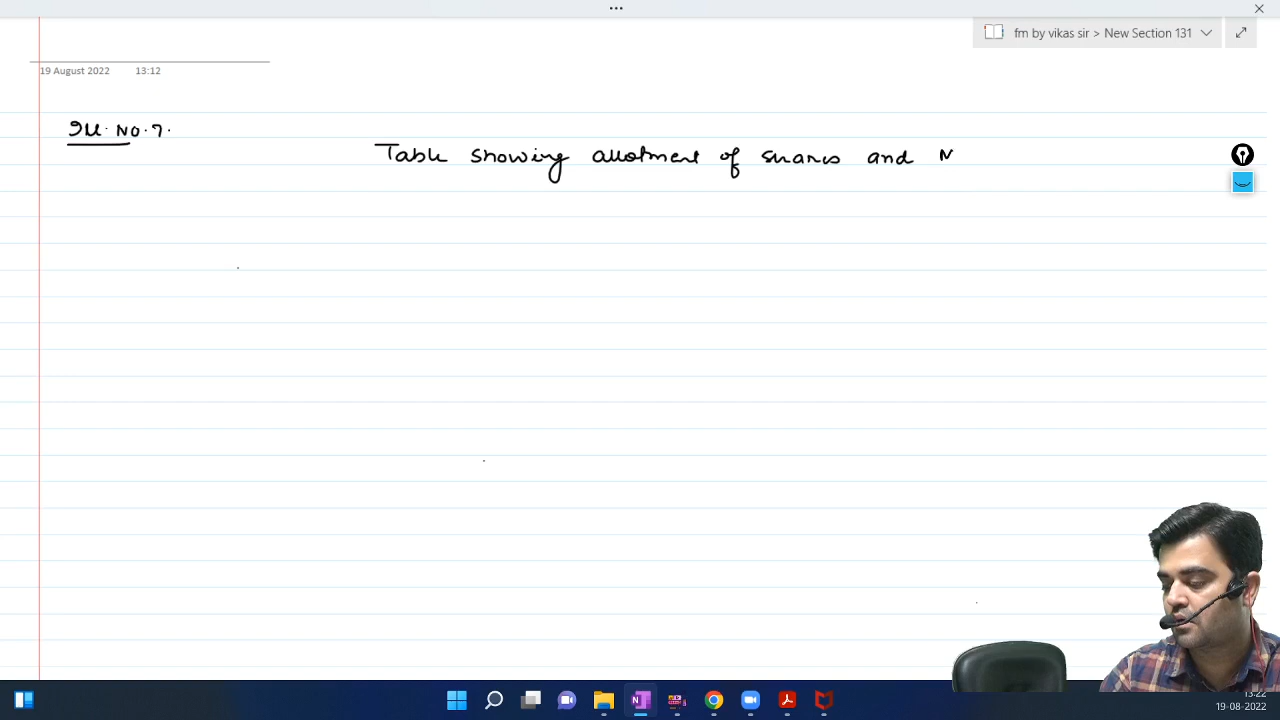 fm by vikas sir > New Section 131
19 August 2022 13:12
Ill. No. 7.
Table showing allotment of shares and N
13:22
19-08-2022